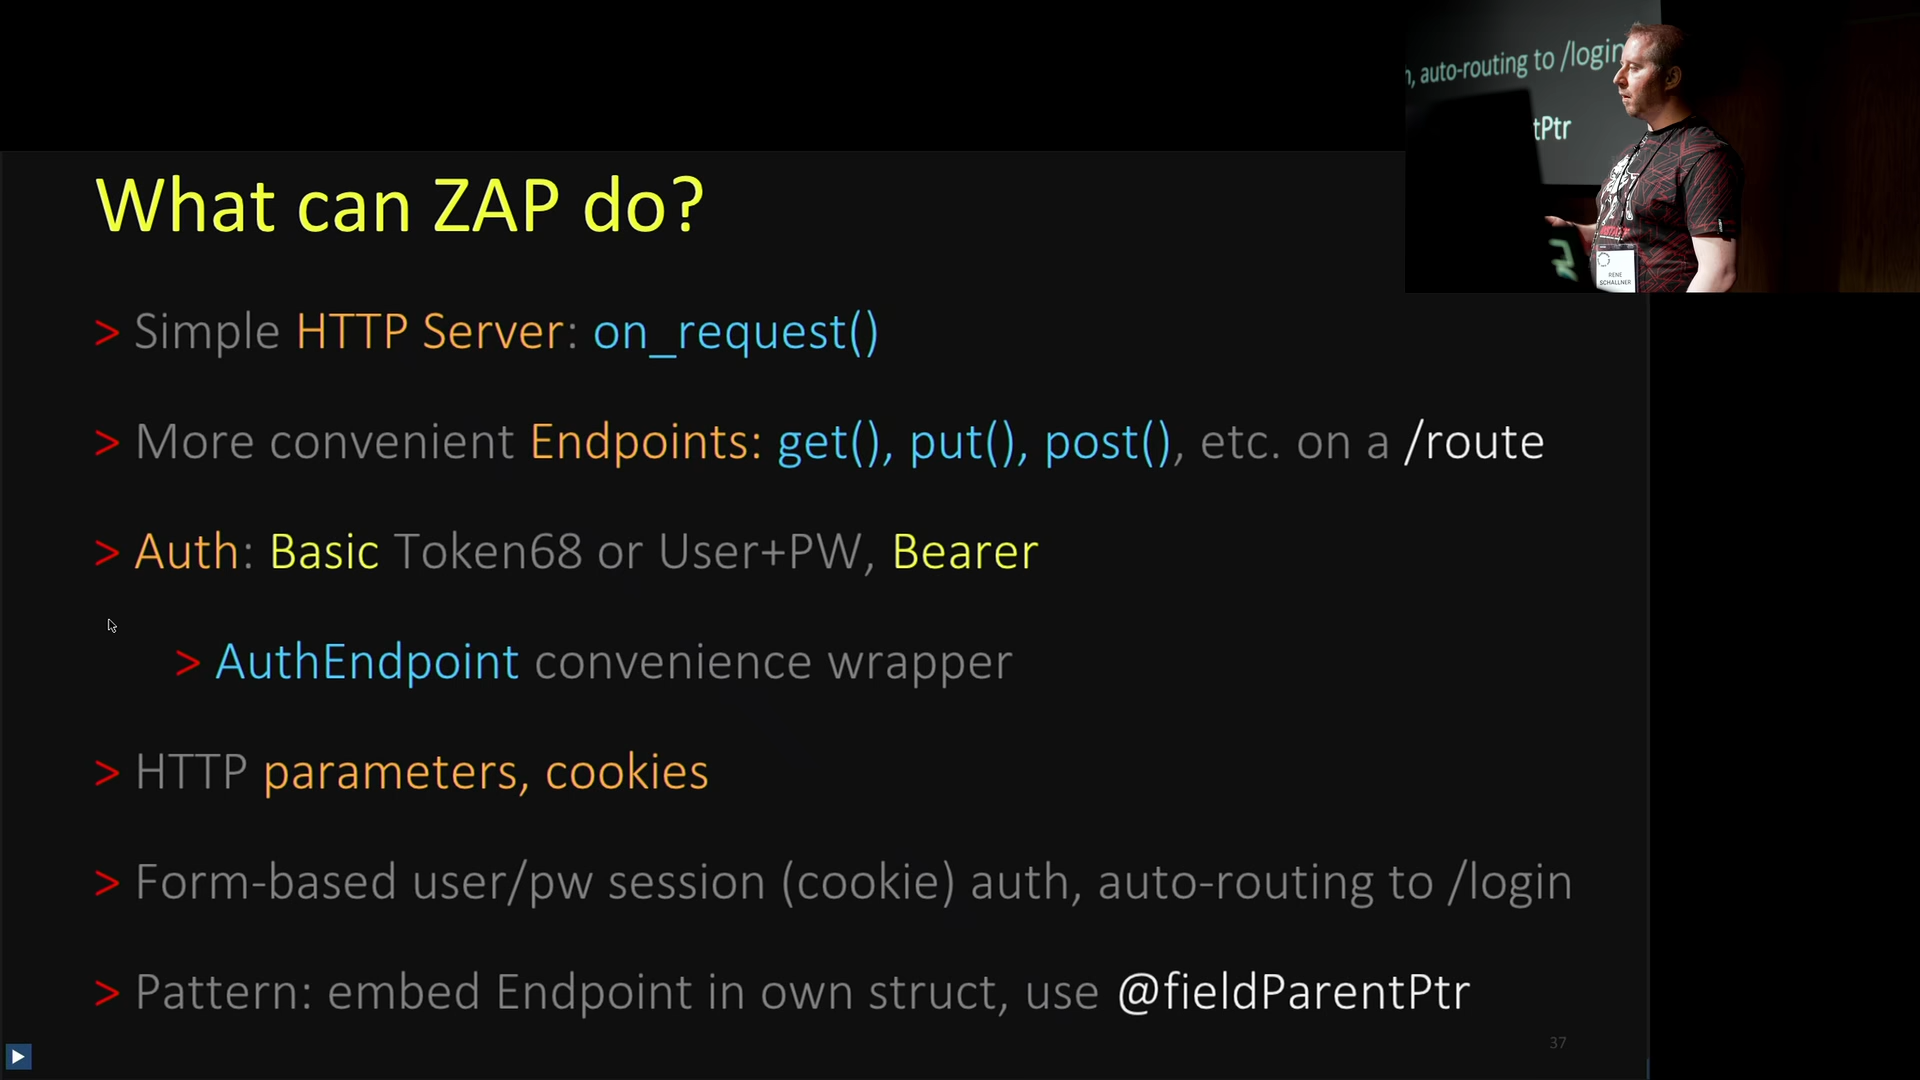 What can ZAP do?
> Simple HTTP Server: on_request()
> More convenient Endpoints: get(), put(), post(), etc. on a /route
> Auth: Basic Token68 or User+PW, Bearer
> AuthEndpoint convenience wrapper
> HTTP parameters, cookies
> Form-based user/pw session (cookie) auth, auto-routing to /login
> Pattern: embed Endpoint in own struct, use @fieldParentPtr
37
h, auto-routing to /login
tPtr
RENE
SCHALLNER